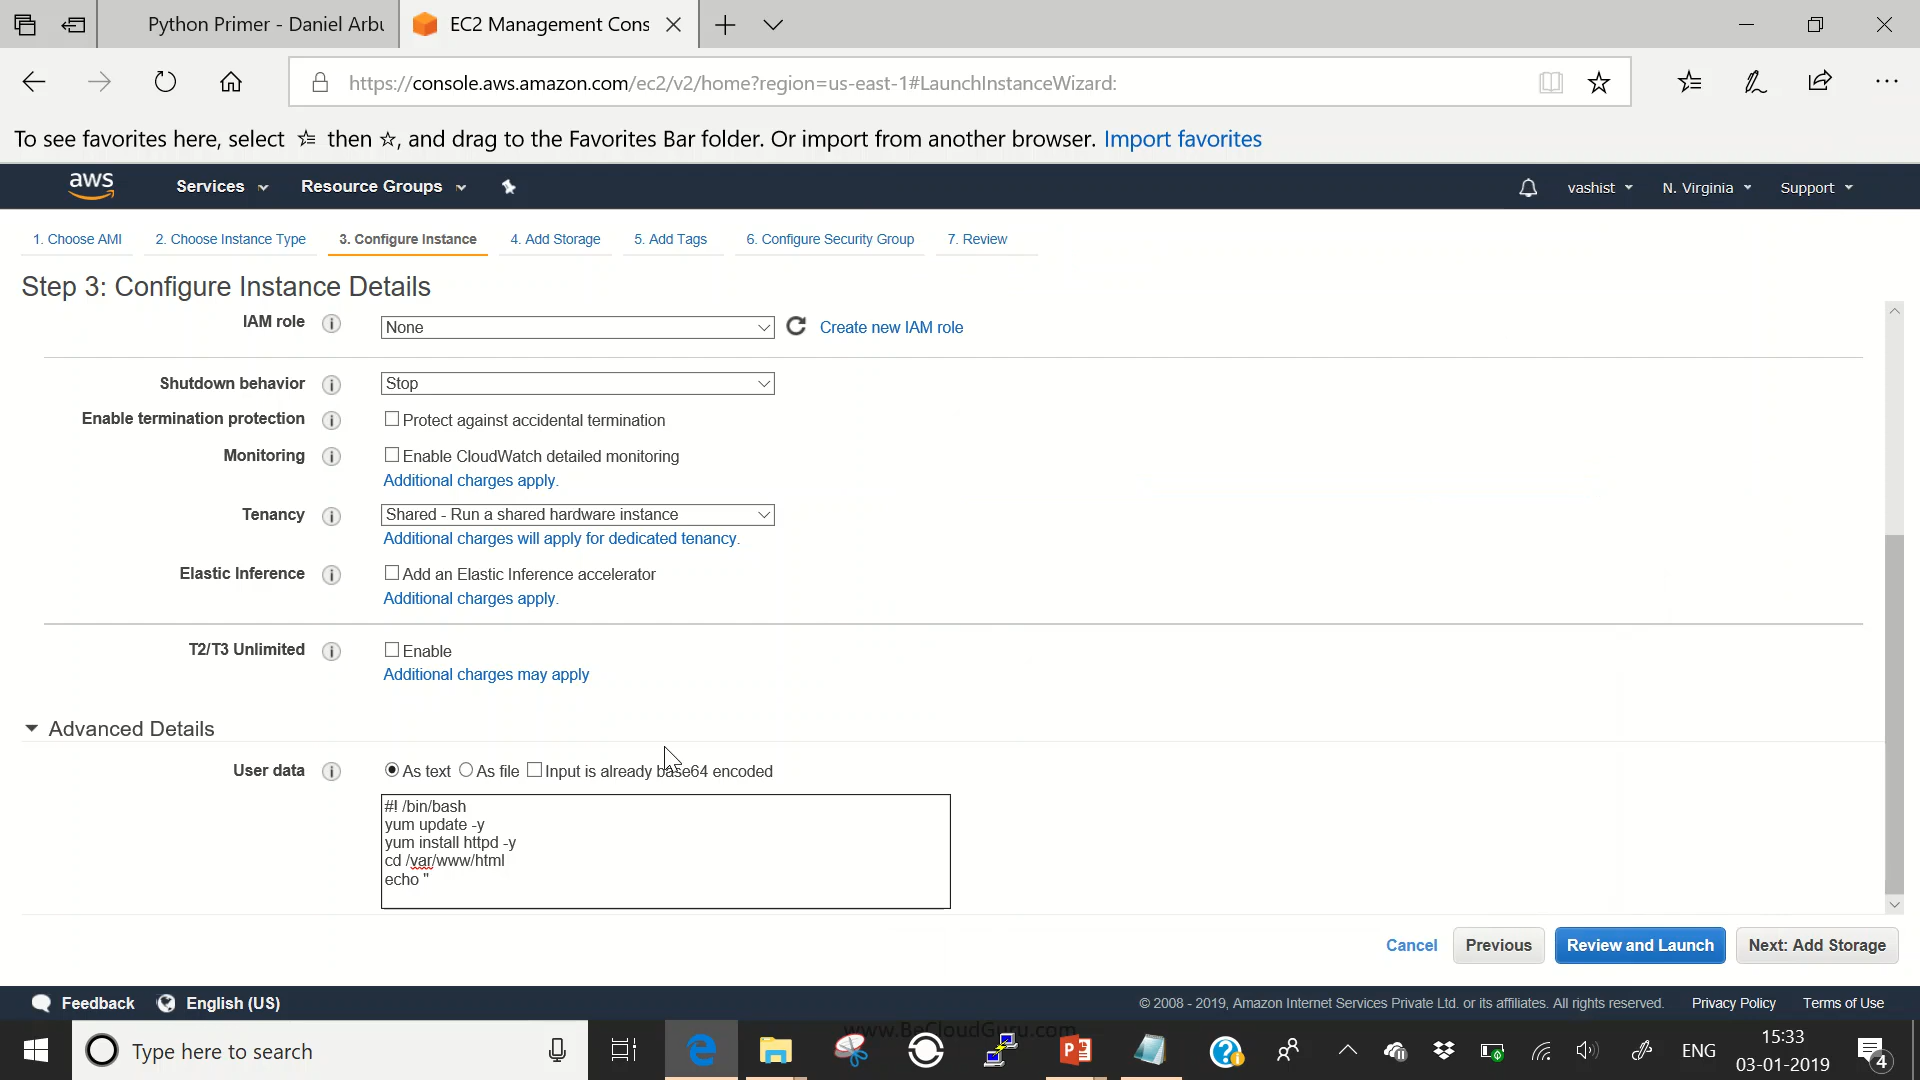 Python Primer - Daniel Arbu
EC2 Management Cons
https://console.aws.amazon.com/ec2/v2/home?region=us-east-1#LaunchInstanceWizard:
To see favorites here, select then , and drag to the Favorites Bar folder. Or import from another browser. Import favorites
aws Services Resource Groups vashist N. Virginia Support
1. Choose AMI 2. Choose Instance Type 3. Configure Instance 4. Add Storage 5. Add Tags 6. Configure Security Group 7. Review
Step 3: Configure Instance Details
IAM role None Create new IAM role
Shutdown behavior Stop
Enable termination protection Protect against accidental termination
Monitoring Enable CloudWatch detailed monitoring
Additional charges apply.
Tenancy Shared - Run a shared hardware instance
Additional charges will apply for dedicated tenancy.
Elastic Inference Add an Elastic Inference accelerator
Additional charges apply.
T2/T3 Unlimited Enable
Additional charges may apply
Advanced Details
User data As text As file Input is already base64 encoded
#! /bin/bash
yum update -y
yum install httpd -y
cd /var/www/html
echo "
Cancel Previous Review and Launch Next: Add Storage
Feedback English (US) © 2008 - 2019, Amazon Internet Services Private Ltd. or its affiliates. All rights reserved. Privacy Policy Terms of Use
www.BeCloudGuru.com
Type here to search
ENG
15:33
03-01-2019
4